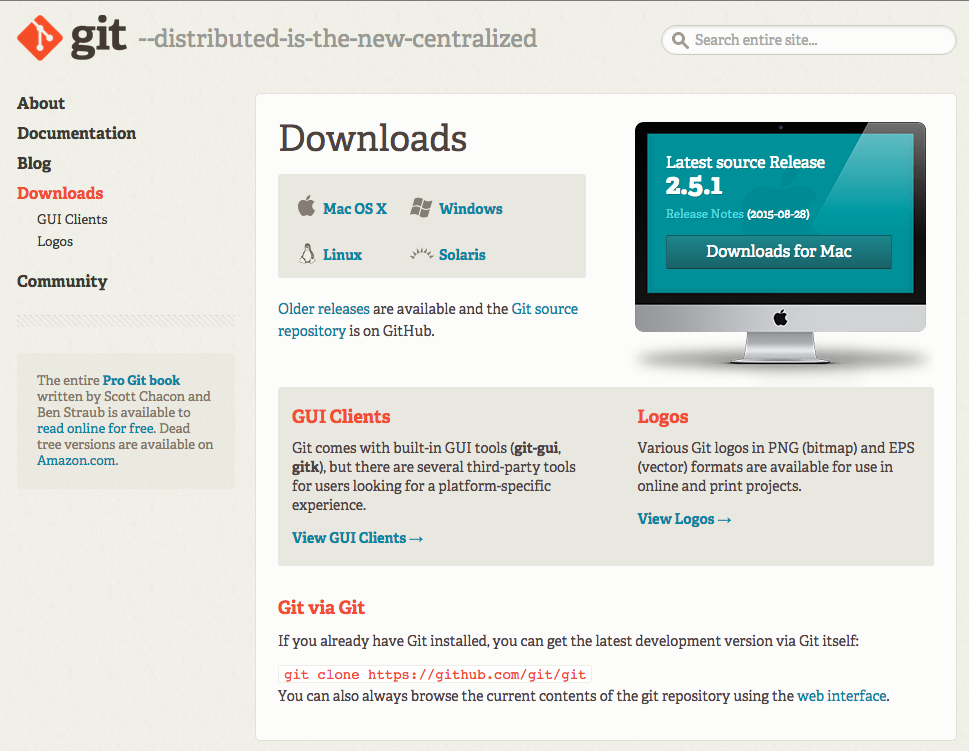 git --distributed-is-the-new-centralized
Search entire site...
About
Documentation
Blog
Downloads
GUI Clients
Logos
Community
The entire Pro Git book
written by Scott Chacon and
Ben Straub is available to
read online for free. Dead
tree versions are available on
Amazon.com.
Downloads
Mac OS X
Windows
Linux
Solaris
Older releases are available and the Git source
repository is on GitHub.
Latest source Release
2.5.1
Release Notes (2015-08-28)
Downloads for Mac
GUI Clients
Git comes with built-in GUI tools (git-gui,
gitk), but there are several third-party tools
for users looking for a platform-specific
experience.
View GUI Clients →
Logos
Various Git logos in PNG (bitmap) and EPS
(vector) formats are available for use in
online and print projects.
View Logos →
Git via Git
If you already have Git installed, you can get the latest development version via Git itself:
git clone https://github.com/git/git
You can also always browse the current contents of the git repository using the web interface.